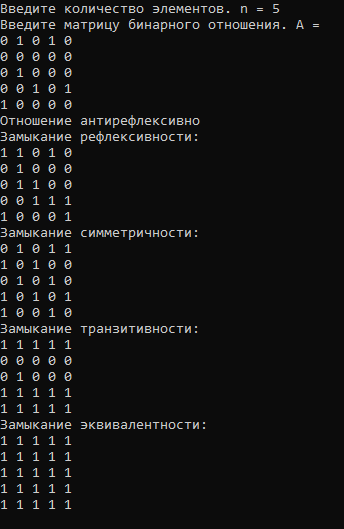 Введите количество элементов. n = 5
Введите матрицу бинарного отношения. A =
0 1 0 1 0
0 0 0 0 0
0 1 0 0 0
0 0 1 0 1
1 0 0 0 0
Отношение антирефлексивно
Замыкание рефлексивности:
1 1 0 1 0
0 1 0 0 0
0 1 1 0 0
0 0 1 1 1
1 0 0 0 1
Замыкание симметричности:
0 1 0 1 1
1 0 1 0 0
0 1 0 1 0
1 0 1 0 1
1 0 0 1 0
Замыкание транзитивности:
1 1 1 1 1
0 0 0 0 0
0 1 0 0 0
1 1 1 1 1
1 1 1 1 1
Замыкание эквивалентности:
1 1 1 1 1
1 1 1 1 1
1 1 1 1 1
1 1 1 1 1
1 1 1 1 1